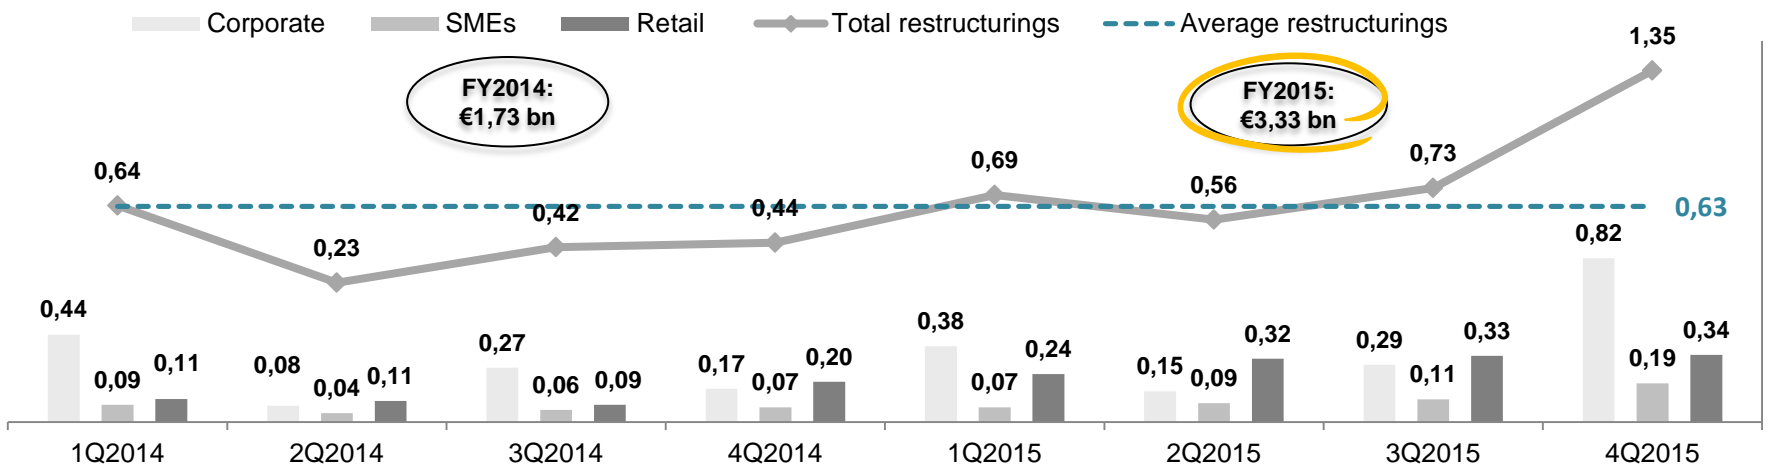 Corporate SMEs Retail Total restructurings Average restructurings
FY2014:
€1,73 bn
FY2015:
€3,33 bn
0,64 0,23 0,42 0,44 0,69 0,56 0,73 1,35
0,63
0,44 0,09 0,11 0,08 0,04 0,11 0,27 0,06 0,09 0,17 0,07 0,20 0,38 0,07 0,24 0,15 0,09 0,32 0,29 0,11 0,33 0,82 0,19 0,34
1Q2014 2Q2014 3Q2014 4Q2014 1Q2015 2Q2015 3Q2015 4Q2015